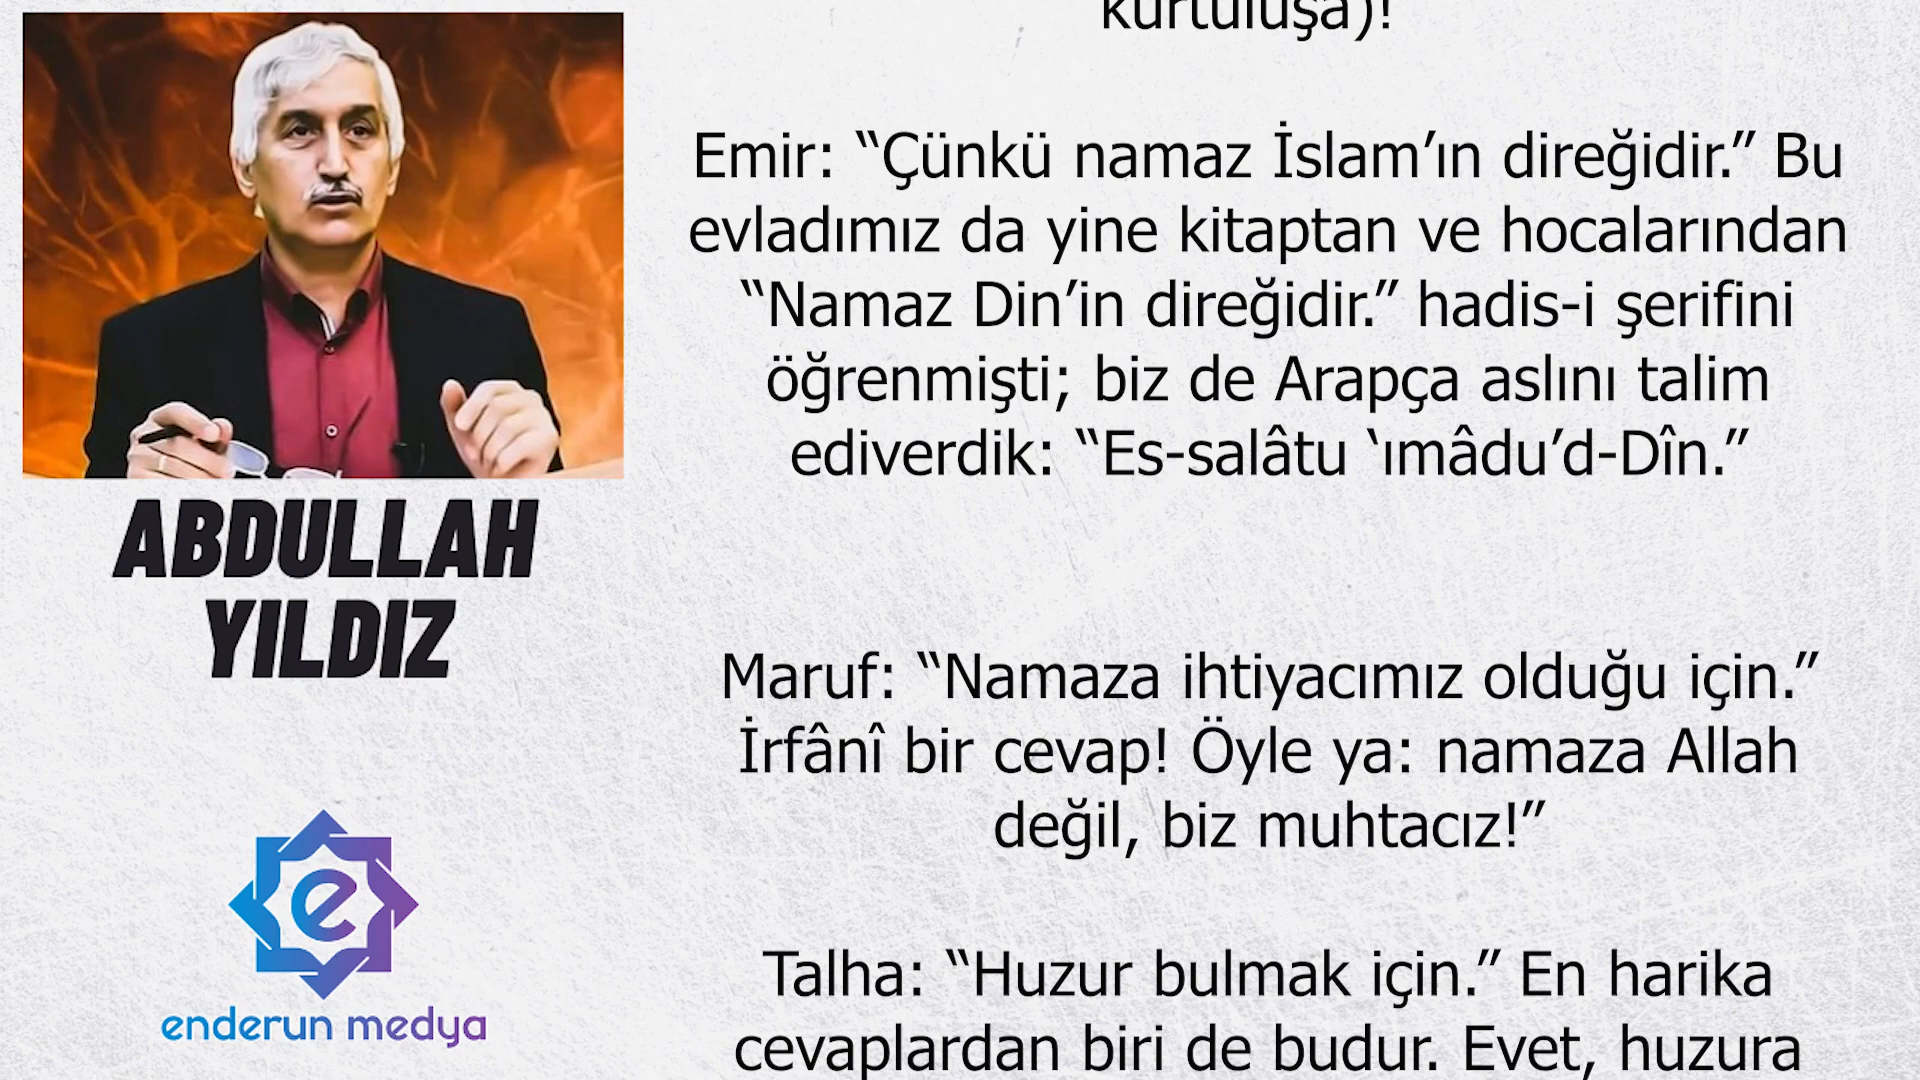 kurtuluşa)!
Emir: “Çünkü namaz İslam’ın direğidir.” Bu
evladımız da yine kitaptan ve hocalarından
“Namaz Din’in direğidir.” hadis-i şerifini
öğrenmişti; biz de Arapça aslını talim
ediverdik: “Es-salâtu ‘ımâdu’d-Dîn.”
Maruf: “Namaza ihtiyacımız olduğu için.”
İrfânî bir cevap! Öyle ya: namaza Allah
değil, biz muhtacız!”
Talha: “Huzur bulmak için.” En harika
cevaplardan biri de budur. Evet, huzura
ABDULLAH
YILDIZ
e
enderun medya